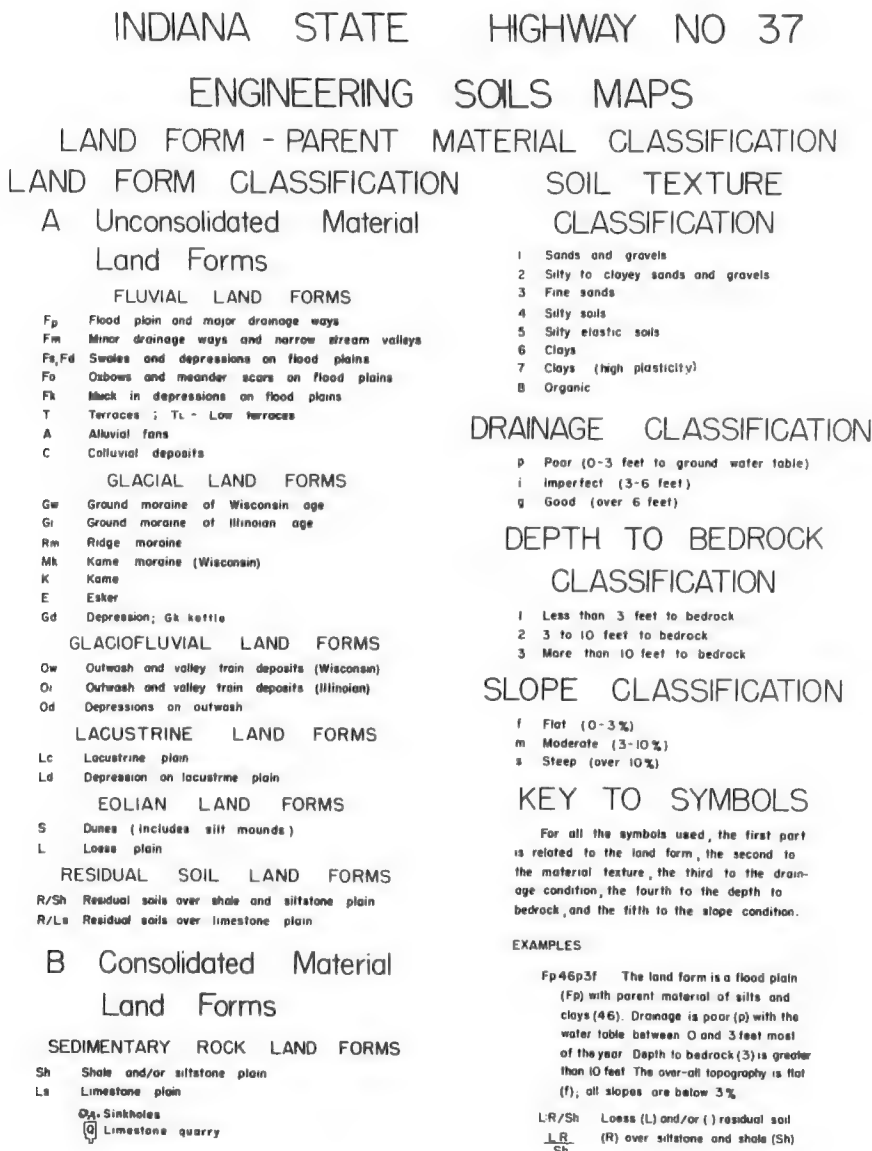 INDIANA STATE HIGHWAY NO 37
ENGINEERING SOILS MAPS
LAND FORM - PARENT MATERIAL CLASSIFICATION
LAND FORM CLASSIFICATION
A Unconsolidated Material
Land Forms
FLUVIAL LAND FORMS
Fp Flood plain and major drainage ways
Fm Minor drainage ways and narrow stream valleys
Fs,Fd Swales and depressions on flood plains
Fo Oxbows and meander scars on flood plains
Fk Muck in depressions on flood plains
T Terraces ; TL - Low terraces
A Alluvial fans
C Colluvial deposits
GLACIAL LAND FORMS
Gw Ground moraine of Wisconsin age
Gi Ground moraine of Illinoian age
Rm Ridge moraine
Mk Kame moraine (Wisconsin)
K Kame
E Esker
Gd Depression; Gk kettle
GLACIOFLUVIAL LAND FORMS
Ow Outwash and valley train deposits (Wisconsin)
Oi Outwash and valley train deposits (Illinoian)
Od Depressions on outwash
LACUSTRINE LAND FORMS
Lc Lacustrine plain
Ld Depression on lacustrine plain
EOLIAN LAND FORMS
S Dunes (includes silt mounds)
L Loess plain
RESIDUAL SOIL LAND FORMS
R/Sh Residual soils over shale and siltstone plain
R/Ls Residual soils over limestone plain
B Consolidated Material
Land Forms
SEDIMENTARY ROCK LAND FORMS
Sh Shale and/or siltstone plain
Ls Limestone plain
Sinkholes
Q Limestone quarry
SOIL TEXTURE
CLASSIFICATION
1 Sands and gravels
2 Silty to clayey sands and gravels
3 Fine sands
4 Silty soils
5 Silty elastic soils
6 Clays
7 Clays (high plasticity)
8 Organic
DRAINAGE CLASSIFICATION
p Poor (0-3 feet to ground water table)
i Imperfect (3-6 feet)
g Good (over 6 feet)
DEPTH TO BEDROCK
CLASSIFICATION
1 Less than 3 feet to bedrock
2 3 to 10 feet to bedrock
3 More than 10 feet to bedrock
SLOPE CLASSIFICATION
f Flat (0-3%)
m Moderate (3-10%)
s Steep (over 10%)
KEY TO SYMBOLS
For all the symbols used, the first part
is related to the land form, the second to
the material texture, the third to the drain-
age condition, the fourth to the depth to
bedrock, and the fifth to the slope condition.
EXAMPLES
Fp46p3f The land form is a flood plain
(Fp) with parent material of silts and
clays (46). Drainage is poor (p) with the
water table between 0 and 3 feet most
of the year Depth to bedrock (3) is greater
than 10 feet The over-all topography is flat
(f); all slopes are below 3%
L:R/Sh Loess (L) and/or ( ) residual soil
L R (R) over siltstone and shale (Sh)
Sh